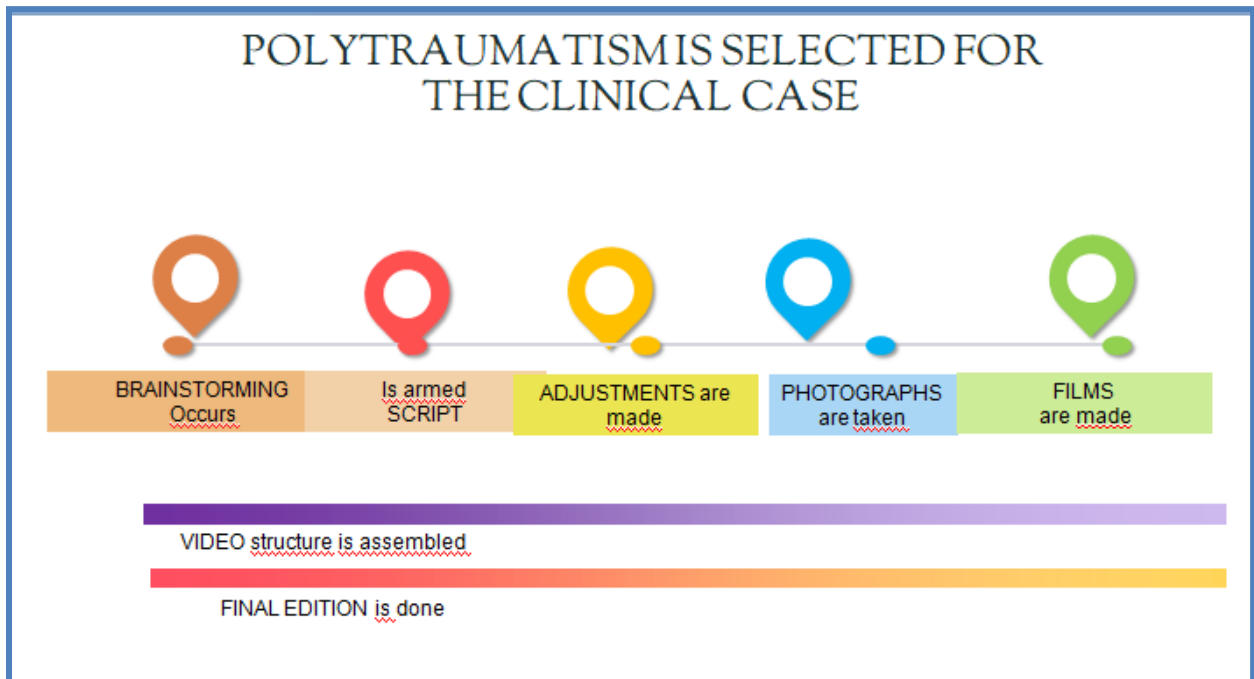 POLYTRAUMATISM IS SELECTED FOR
THE CLINICAL CASE
BRAINSTORMING
Occurs
Is armed
SCRIPT
ADJUSTMENTS are
made
PHOTOGRAPHS
are taken
FILMS
are made
VIDEO structure is assembled
FINAL EDITION is done